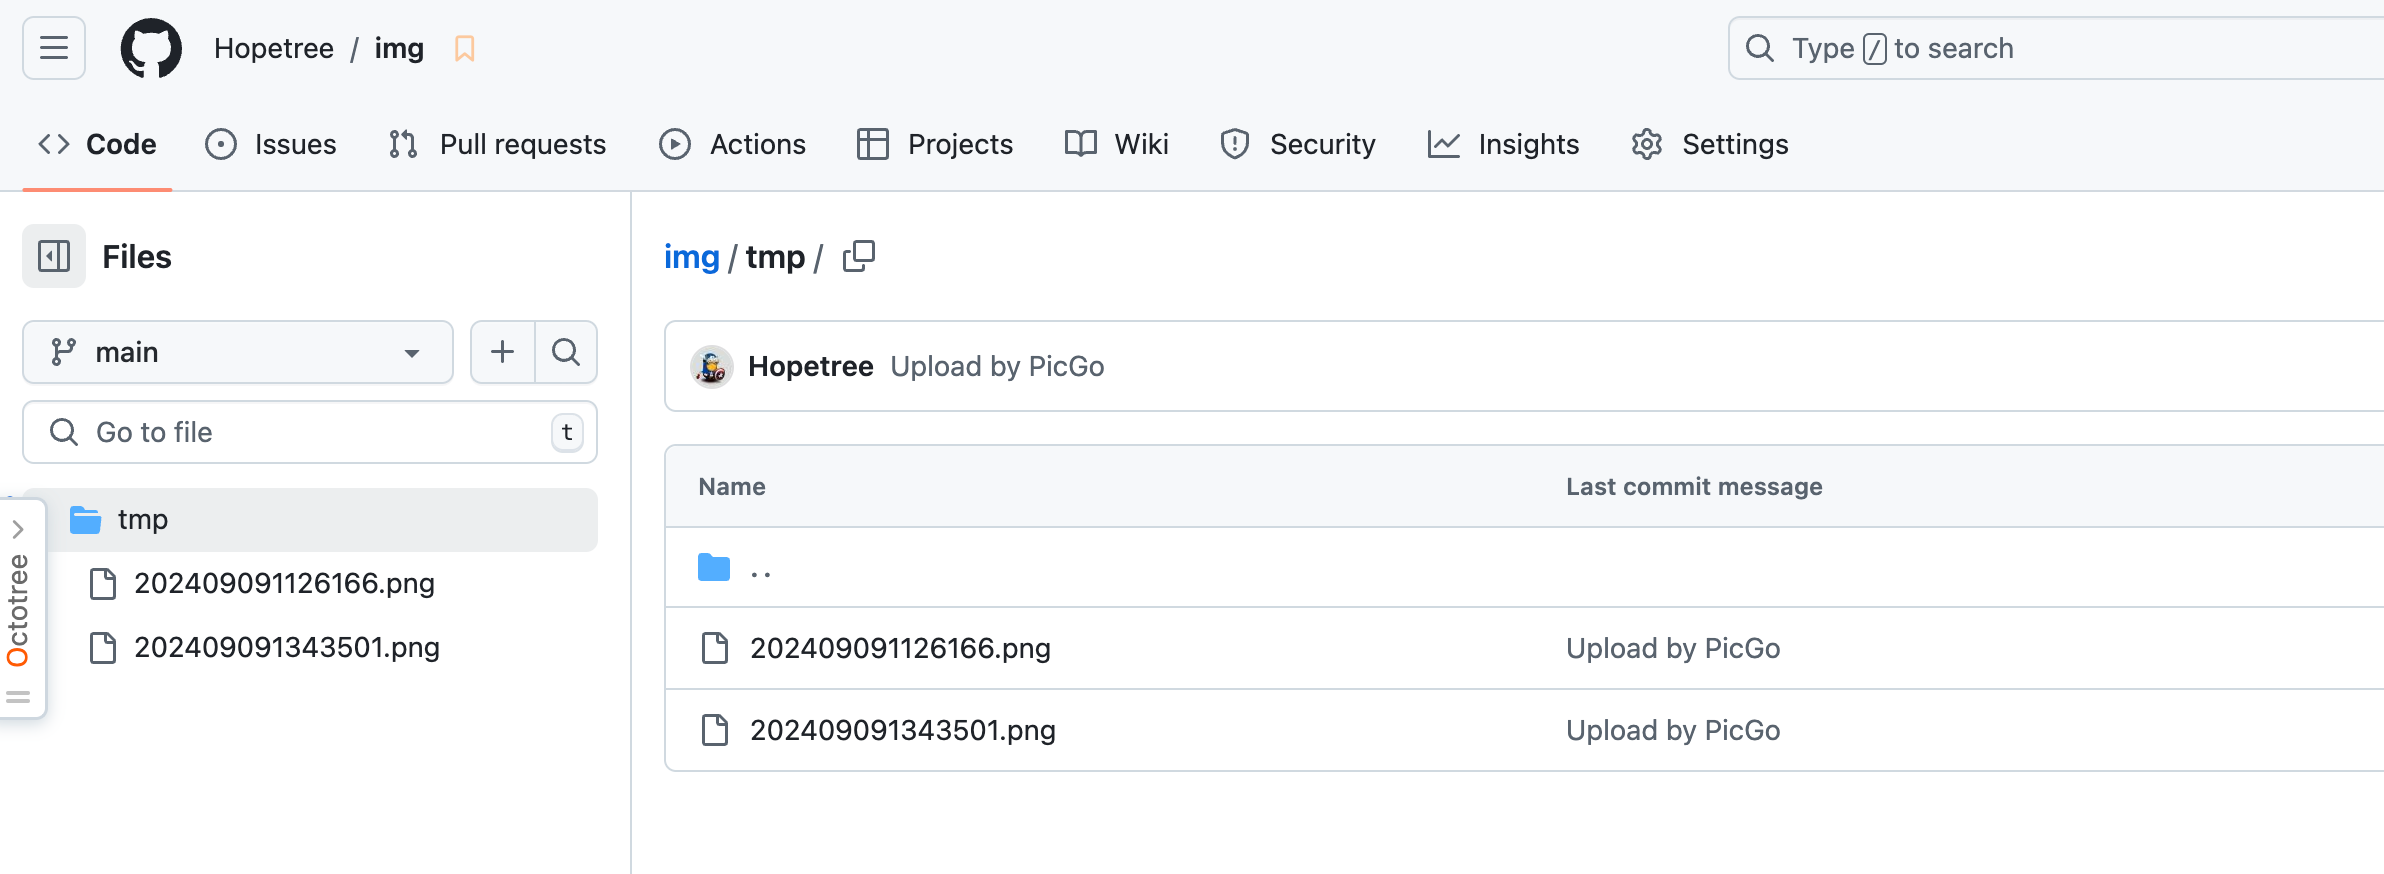 Hopetree / img
Type / to search
Code Issues Pull requests Actions Projects Wiki Security Insights Settings
Files
main
Go to file t
tmp
202409091126166.png
202409091343501.png
Octotree
img / tmp /
Hopetree Upload by PicGo
Name Last commit message
..
202409091126166.png Upload by PicGo
202409091343501.png Upload by PicGo